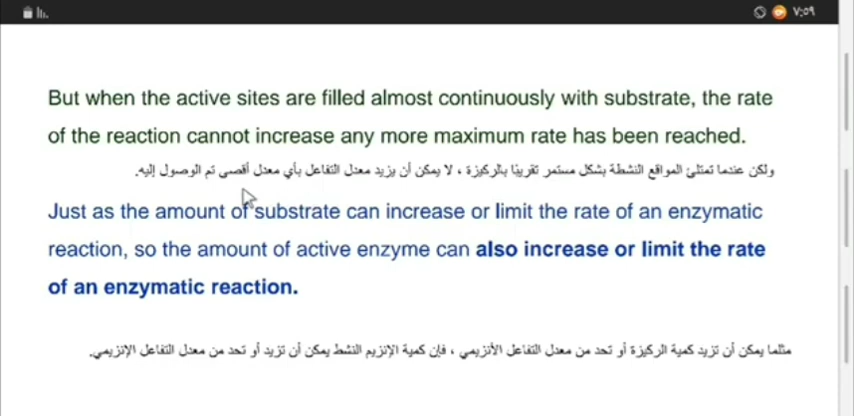 ٧:٥٩
But when the active sites are filled almost continuously with substrate, the rate
of the reaction cannot increase any more maximum rate has been reached.
ولكن عندما تمتلئ المواقع النشطة بشكل مستمر تقريبًا بالركيزة ، لا يمكن أن يزيد معدل التفاعل بأي معدل أقصى تم الوصول إليه.
Just as the amount of substrate can increase or limit the rate of an enzymatic
reaction, so the amount of active enzyme can also increase or limit the rate
of an enzymatic reaction.
مثلما يمكن أن تزيد كمية الركيزة أو تحد من معدل التفاعل الأنزيمي ، فإن كمية الإنزيم النشط يمكن أن تزيد أو تحد من معدل التفاعل الإنزيمي.